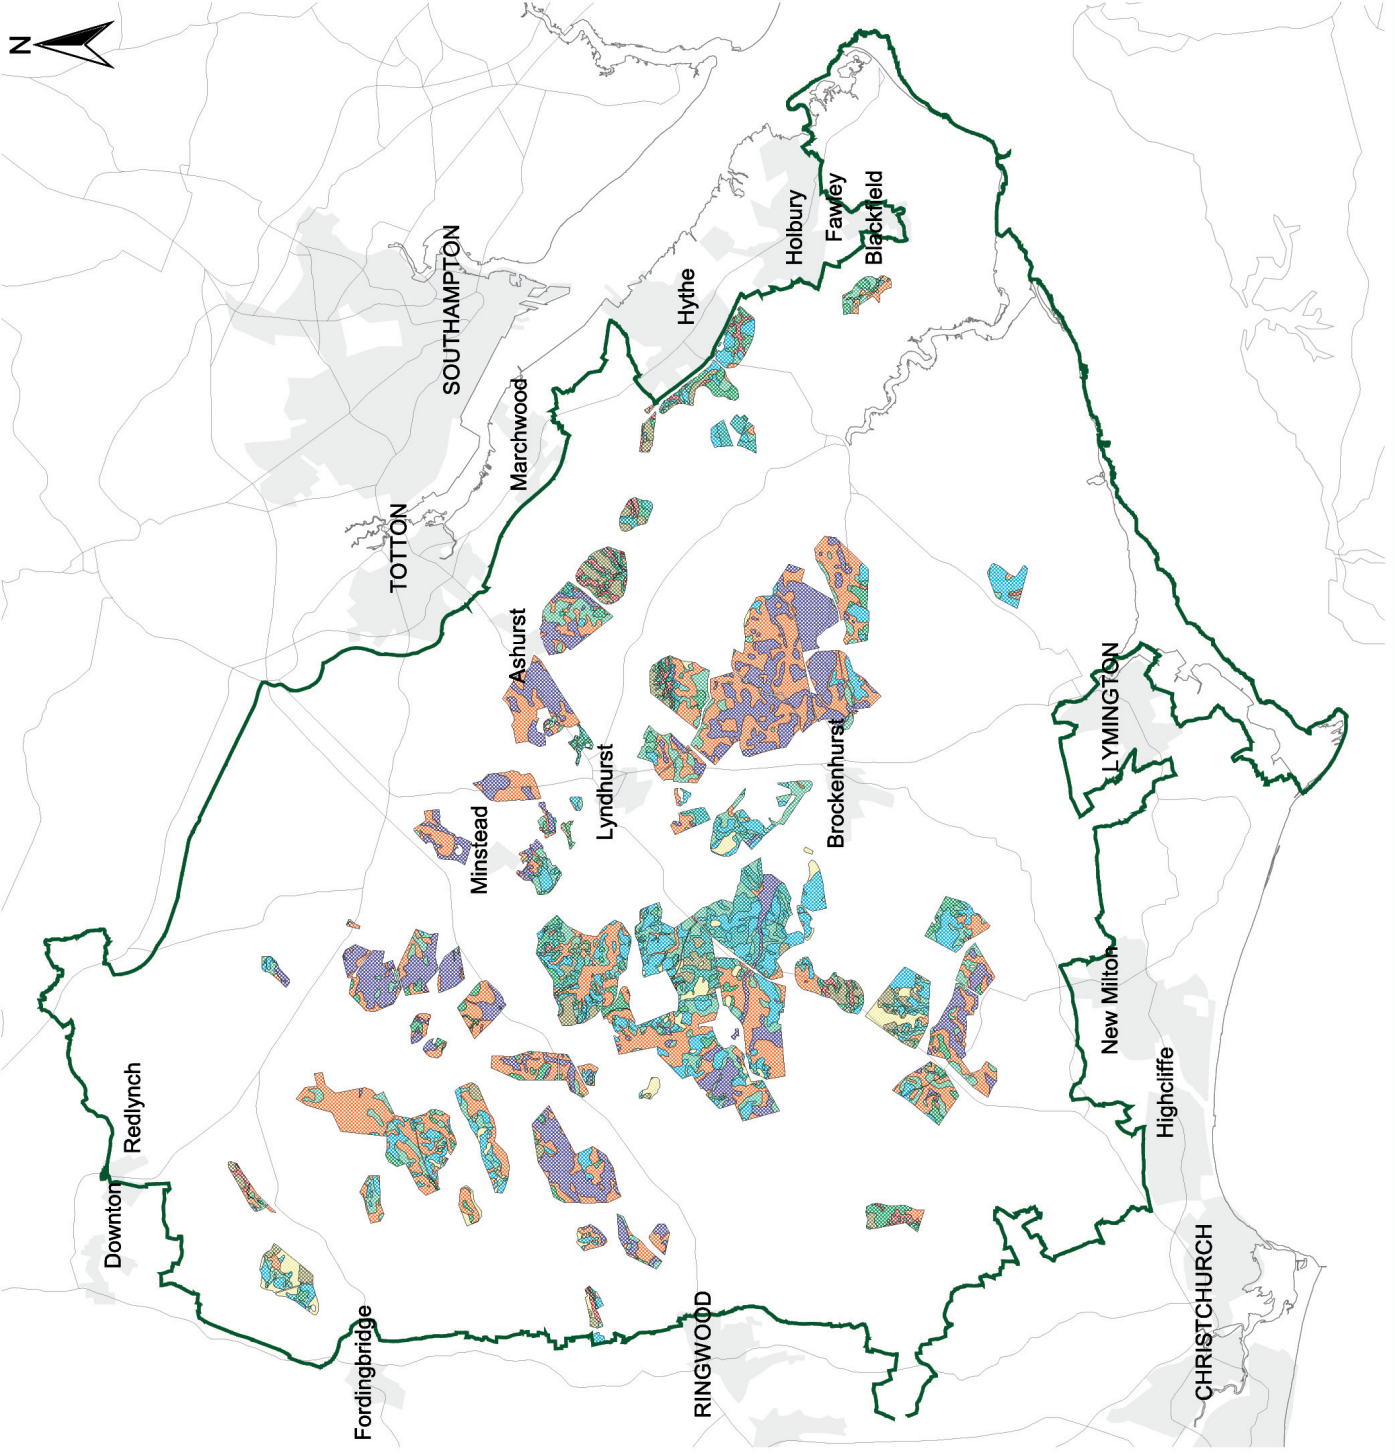 N
Downton
Redlynch
Fordingbridge
RINGWOOD
CHRISTCHURCH
Highcliffe
New Milton
LYMINGTON
Brockenhurst
Lyndhurst
Minstead
Ashurst
TOTTON
Marchwood
SOUTHAMPTON
Hythe
Holbury
Fawley
Blackfield